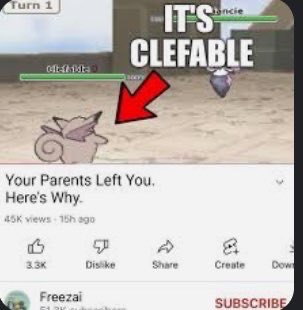 Turn 1
IT'S
CLEFABLE
Clefable
Your Parents Left You.
Here's Why.
45K views · 15h ago
3.3K
Dislike
Share
Create
Freezai
SUBSCRIBE